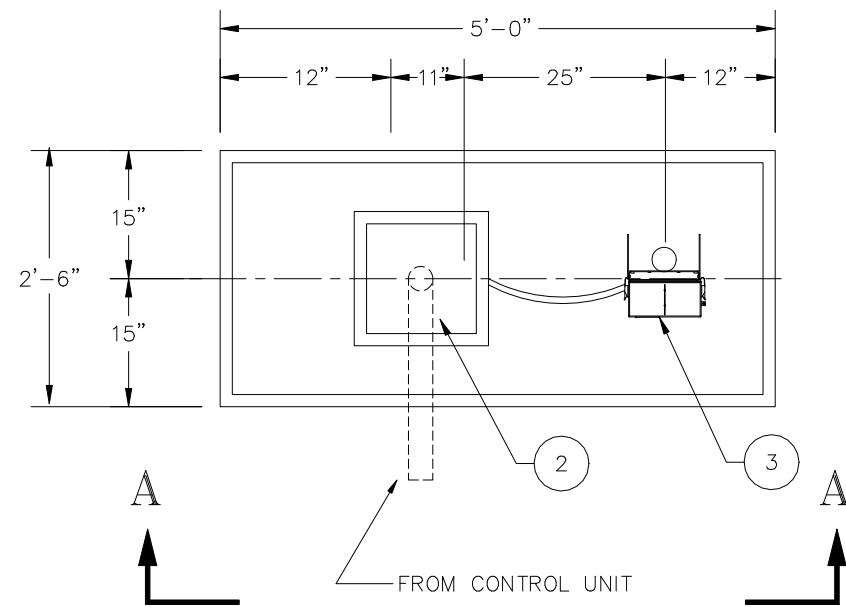 5’-0”
12” 11” 25” 12”
15”
2’-6”
15”
2 3
A A
FROM CONTROL UNIT